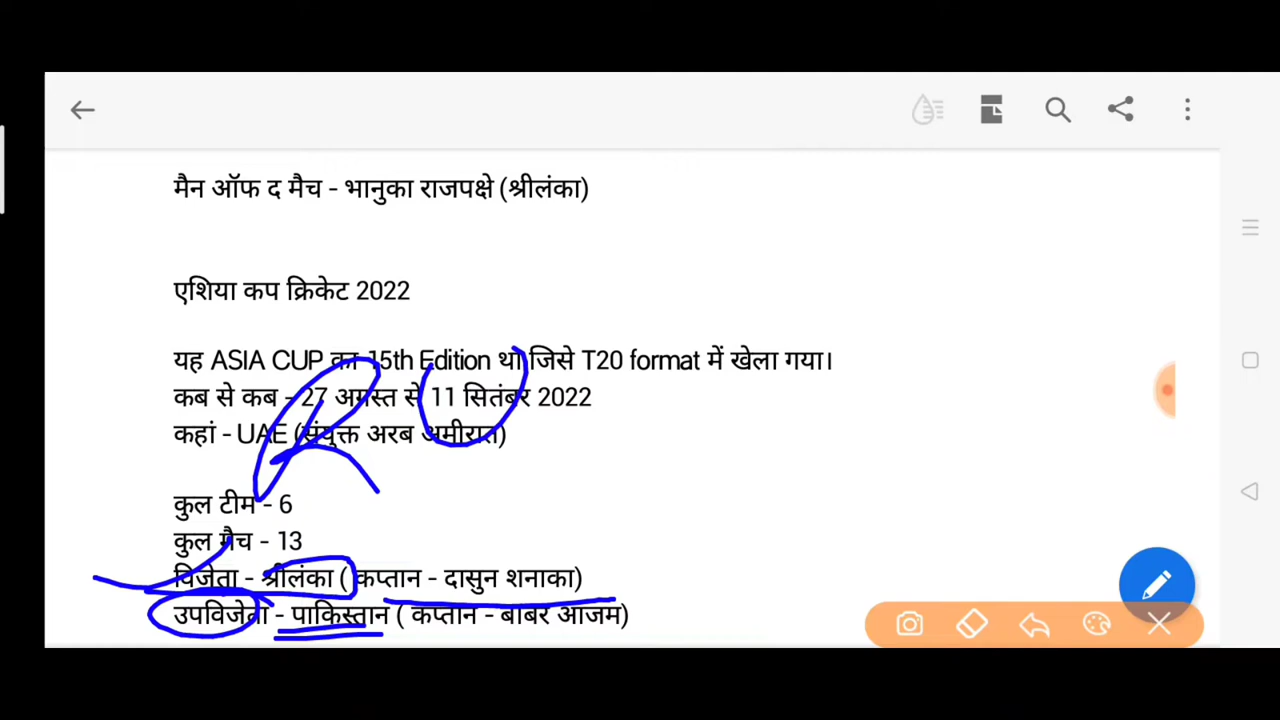 मैन ऑफ द मैच - भानुका राजपक्षे (श्रीलंका)
एशिया कप क्रिकेट 2022
यह ASIA CUP का 15th Edition था जिसे T20 format में खेला गया।
कब से कब - 27 अगस्त से 11 सितंबर 2022
कहां - UAE (संयुक्त अरब अमीरात)
कुल टीम - 6
कुल मैच - 13
विजेता - श्रीलंका ( कप्तान - दासुन शनाका)
उपविजेता - पाकिस्तान ( कप्तान - बाबर आजम)